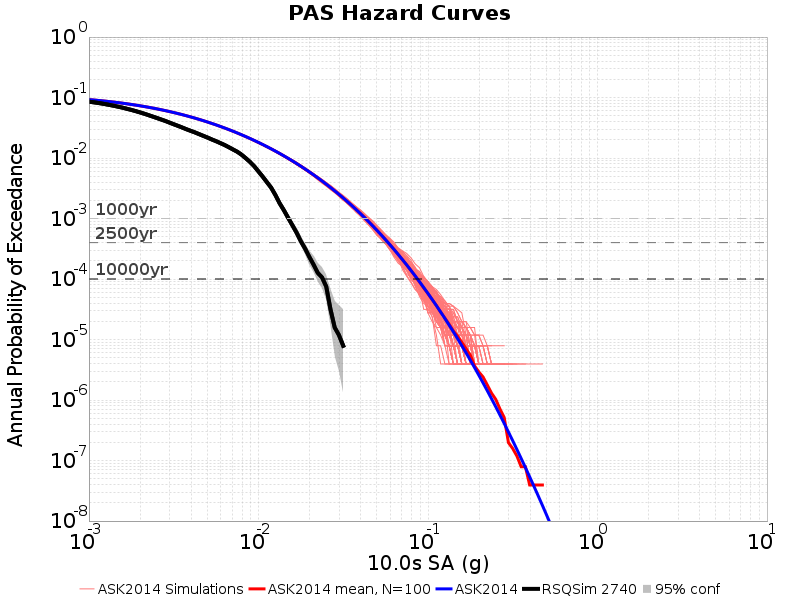 PAS Hazard Curves
Annual Probability of Exceedance
10^0
10^-1
10^-2
10^-3
10^-4
10^-5
10^-6
10^-7
10^-8
1000yr
2500yr
10000yr
10^-3 10^-2 10^-1 10^0 10^1
10.0s SA (g)
ASK2014 Simulations ASK2014 mean, N=100 ASK2014 RSQSim 2740 95% conf